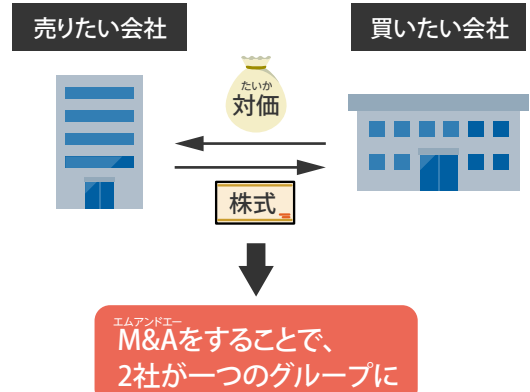 売りたい会社
買いたい会社
たいか
対価
株式
エムアンドエー
M&Aをすることで、
2社が一つのグループに